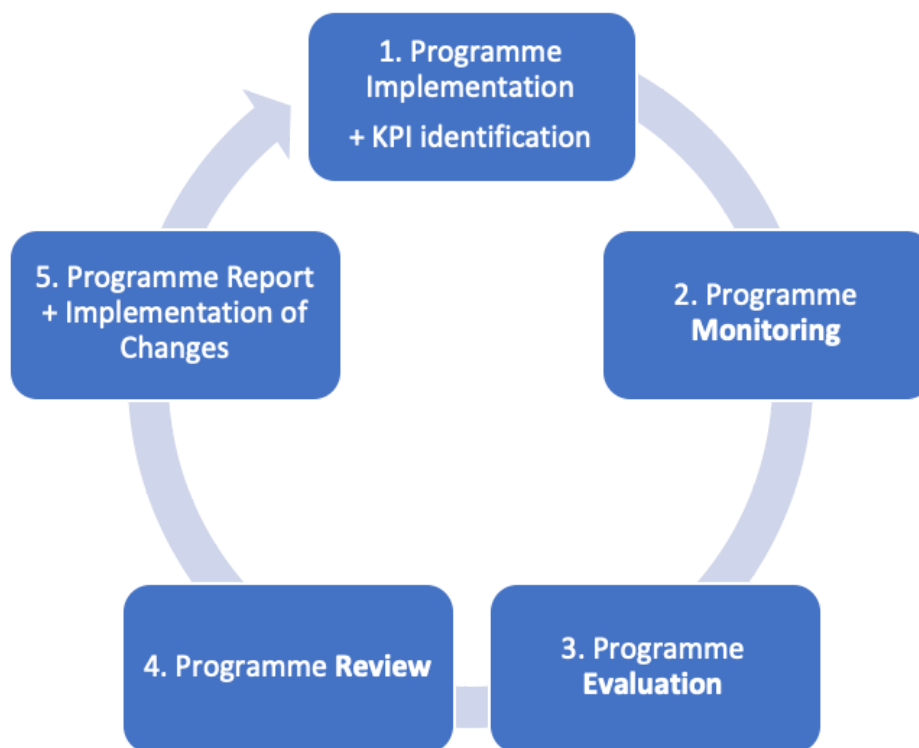 1. Programme
Implementation
+ KPI identification
2. Programme
Monitoring
3. Programme
Evaluation
4. Programme Review
5. Programme Report
+ Implementation of
Changes